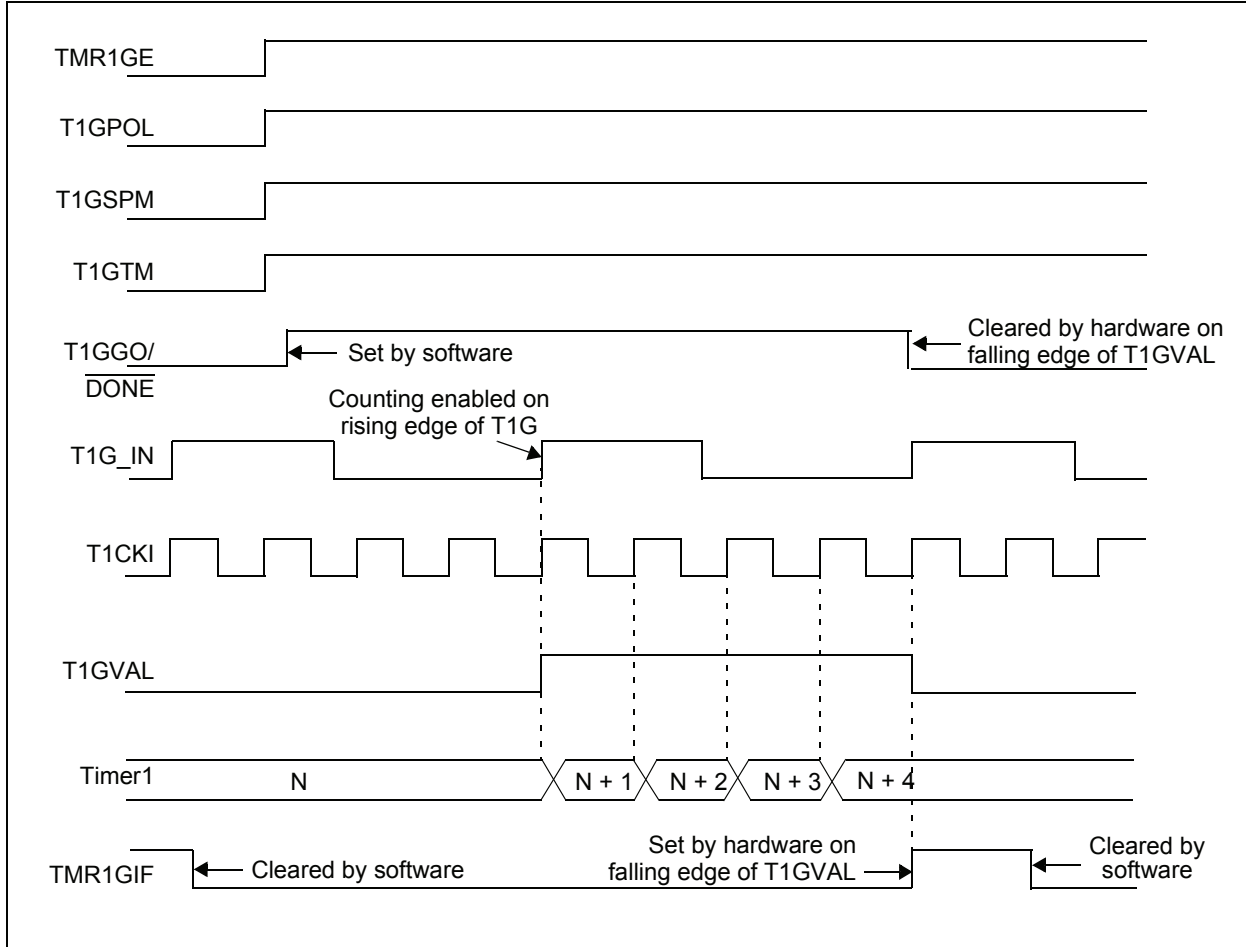 TMR1GE
T1GPOL
T1GSPM
T1GTM
T1GGO/
DONE
Set by software
Cleared by hardware on
falling edge of T1GVAL
Counting enabled on
rising edge of T1G
T1G_IN
T1CKI
T1GVAL
Timer1
N
N + 1
N + 2
N + 3
N + 4
TMR1GIF
Cleared by software
Set by hardware on
falling edge of T1GVAL
Cleared by
software